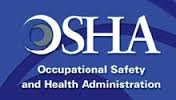 OSHA
Occupational Safety
and Health Administration